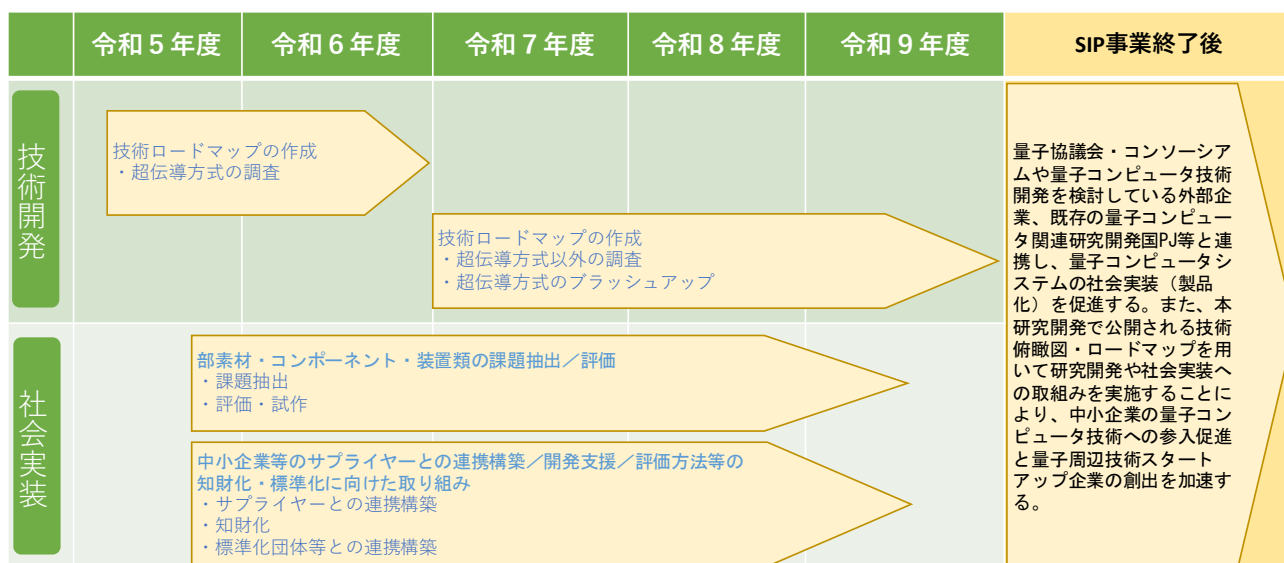 令和５年度
令和６年度
令和７年度
令和８年度
令和９年度
SIP事業終了後
技術開発
技術ロードマップの作成
・超伝導方式の調査
技術ロードマップの作成
・超伝導方式以外の調査
・超伝導方式のブラッシュアップ
社会実装
部素材・コンポーネント・装置類の課題抽出／評価
・課題抽出
・評価・試作
中小企業等のサプライヤーとの連携構築／開発支援／評価方法等の
知財化・標準化に向けた取り組み
・サプライヤーとの連携構築
・知財化
・標準化団体等との連携構築
量子協議会・コンソーシア
ムや量子コンピュータ技術
開発を検討している外部企
業、既存の量子コンピュー
タ関連研究開発国PJ等と連
携し、量子コンピュータシ
ステムの社会実装（製品
化）を促進する。また、本
研究開発で公開される技術
俯瞰図・ロードマップを用
いて研究開発や社会実装へ
の取組みを実施することに
より、中小企業の量子コン
ピュータ技術への参入促進
と量子周辺技術スタート
アップ企業の創出を加速す
る。